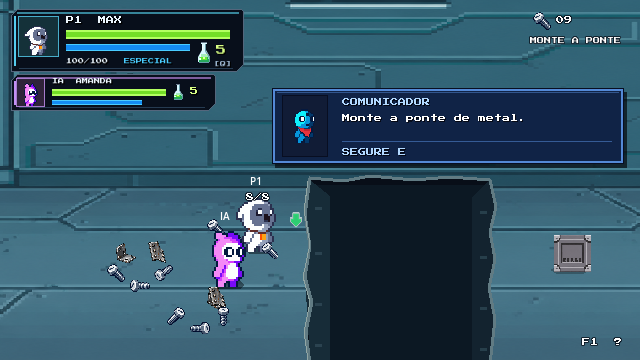 P1 MAX
100/100 ESPECIAL
5
[Q]
IA AMANDA
5
09
MONTE A PONTE
COMUNICADOR
Monte a ponte de metal.
SEGURE E
P1
8/8
IA
F1 ?